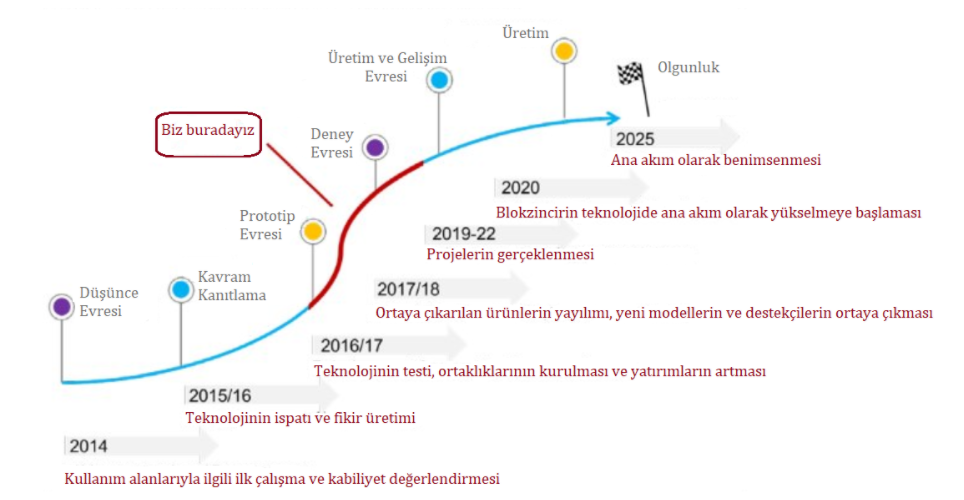 Üretim
Olgunluk
Üretim ve Gelişim
Evresi
Biz buradayız
Deney
Evresi
2025
Ana akım olarak benimsenmesi
2020
Blokzincirin teknolojide ana akım olarak yükselmeye başlaması
Prototip
Evresi
2019-22
Projelerin gerçeklenmesi
Kavram
Kanıtlama
Düşünce
Evresi
2017/18
Ortaya çıkarılan ürünlerin yayılımı, yeni modellerin ve destekçilerin ortaya çıkması
2016/17
Teknolojinin testi, ortaklıklarının kurulması ve yatırımların artması
2015/16
Teknolojinin ispatı ve fikir üretimi
2014
Kullanım alanlarıyla ilgili ilk çalışma ve kabiliyet değerlendirmesi